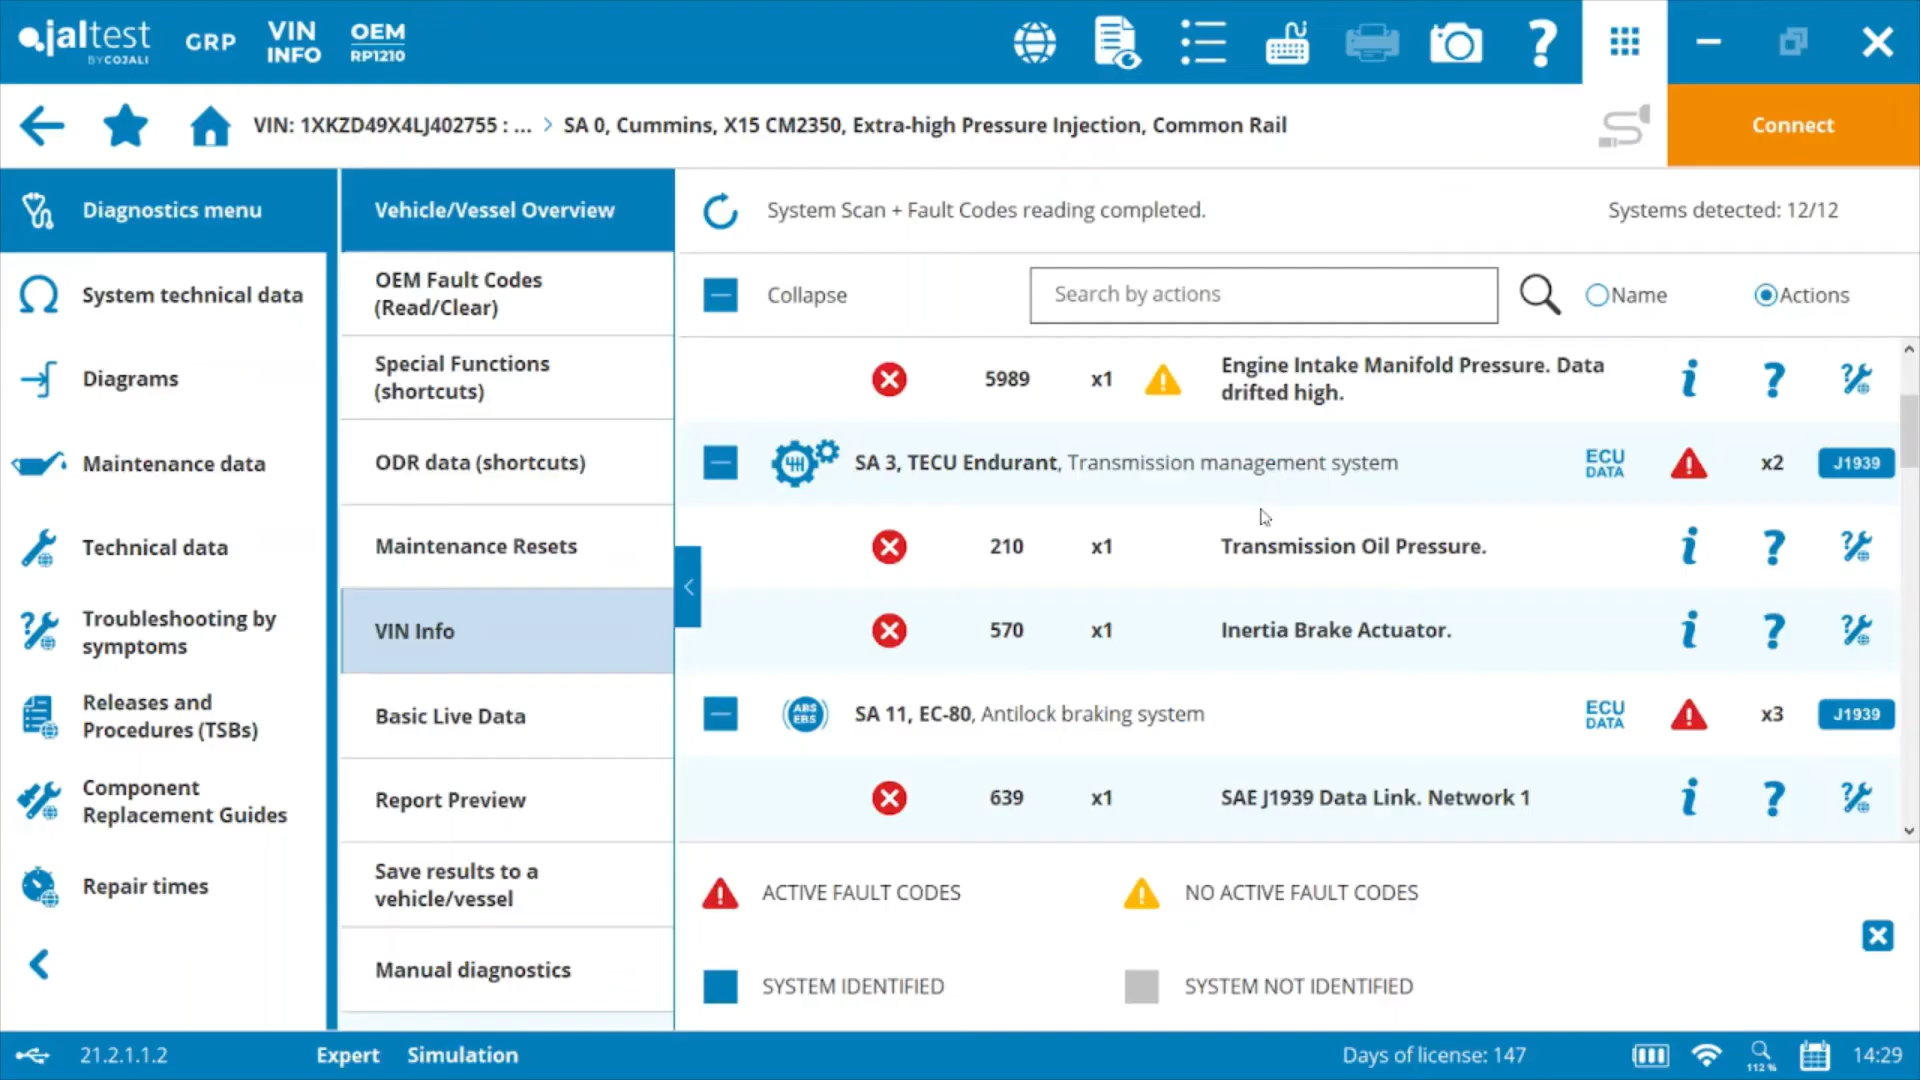 jaltest
BY COJALI
GRP
VIN
INFO
OEM
RP1210
VIN: 1XKZD49X4LJ402755 : ... > SA 0, Cummins, X15 CM2350, Extra-high Pressure Injection, Common Rail
Connect
Diagnostics menu
System technical data
Diagrams
Maintenance data
Technical data
Troubleshooting by
symptoms
Releases and
Procedures (TSBs)
Component
Replacement Guides
Repair times
Vehicle/Vessel Overview
OEM Fault Codes
(Read/Clear)
Special Functions
(shortcuts)
ODR data (shortcuts)
Maintenance Resets
VIN Info
Basic Live Data
Report Preview
Save results to a
vehicle/vessel
Manual diagnostics
System Scan + Fault Codes reading completed.
Systems detected: 12/12
Collapse
Search by actions
Name
Actions
5989 x1 Engine Intake Manifold Pressure. Data
drifted high.
SA 3, TECU Endurant, Transmission management system
ECU
DATA
x2
J1939
210 x1 Transmission Oil Pressure.
570 x1 Inertia Brake Actuator.
ABS
EBS
SA 11, EC-80, Antilock braking system
ECU
DATA
x3
J1939
639 x1 SAE J1939 Data Link. Network 1
ACTIVE FAULT CODES
NO ACTIVE FAULT CODES
SYSTEM IDENTIFIED
SYSTEM NOT IDENTIFIED
21.2.1.1.2
Expert
Simulation
Days of license: 147
112 %
14:29